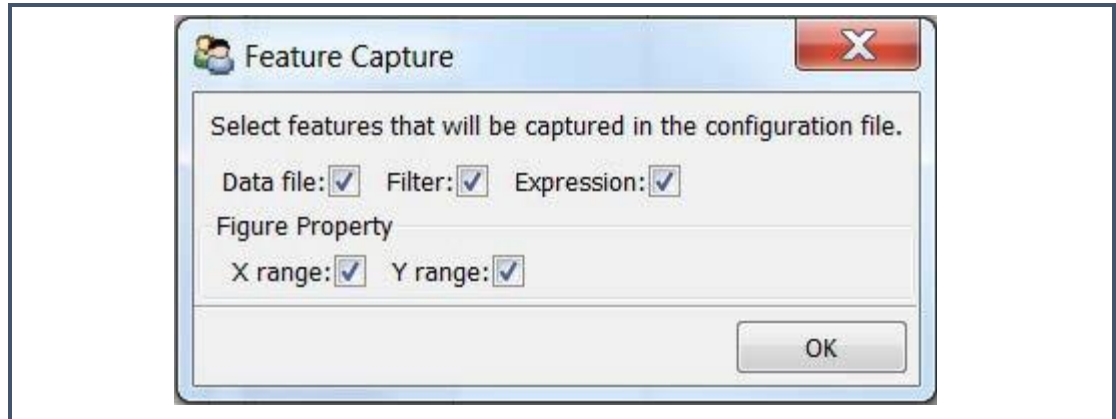 Feature Capture
Select features that will be captured in the configuration file.
Data file: Filter: Expression:
Figure Property
X range: Y range:
OK